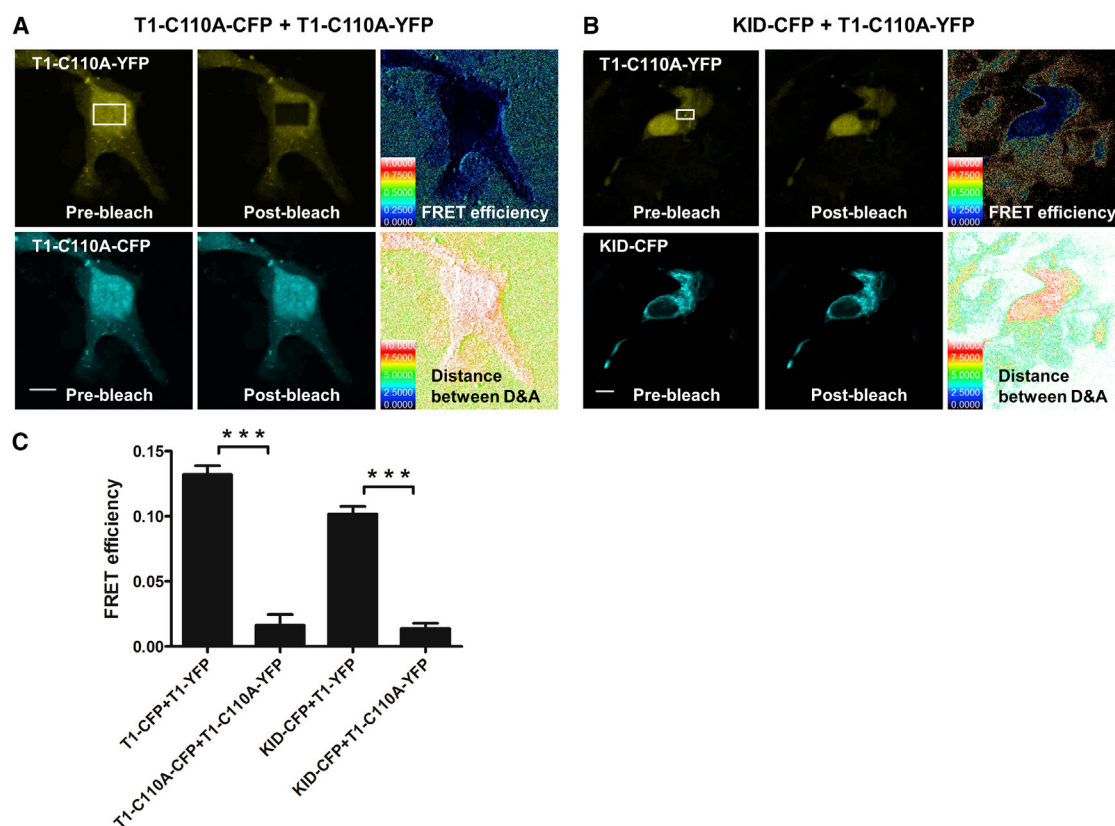 A
T1-C110A-CFP + T1-C110A-YFP
T1-C110A-YFP
Pre-bleach
Post-bleach
1.0000
0.7500
0.5000
0.2500
0.0000
FRET efficiency
T1-C110A-CFP
Pre-bleach
Post-bleach
10.0000
7.5000
5.0000
2.5000
0.0000
Distance
between D&A
B
KID-CFP + T1-C110A-YFP
T1-C110A-YFP
Pre-bleach
Post-bleach
1.0000
0.7500
0.5000
0.2500
0.0000
FRET efficiency
KID-CFP
Pre-bleach
Post-bleach
10.0000
7.5000
5.0000
2.5000
0.0000
Distance
between D&A
C
FRET efficiency
0.15
0.10
0.05
0.00
***
***
T1-CFP+T1-YFP
T1-C110A-CFP+T1-C110A-YFP
KID-CFP+T1-YFP
KID-CFP+T1-C110A-YFP